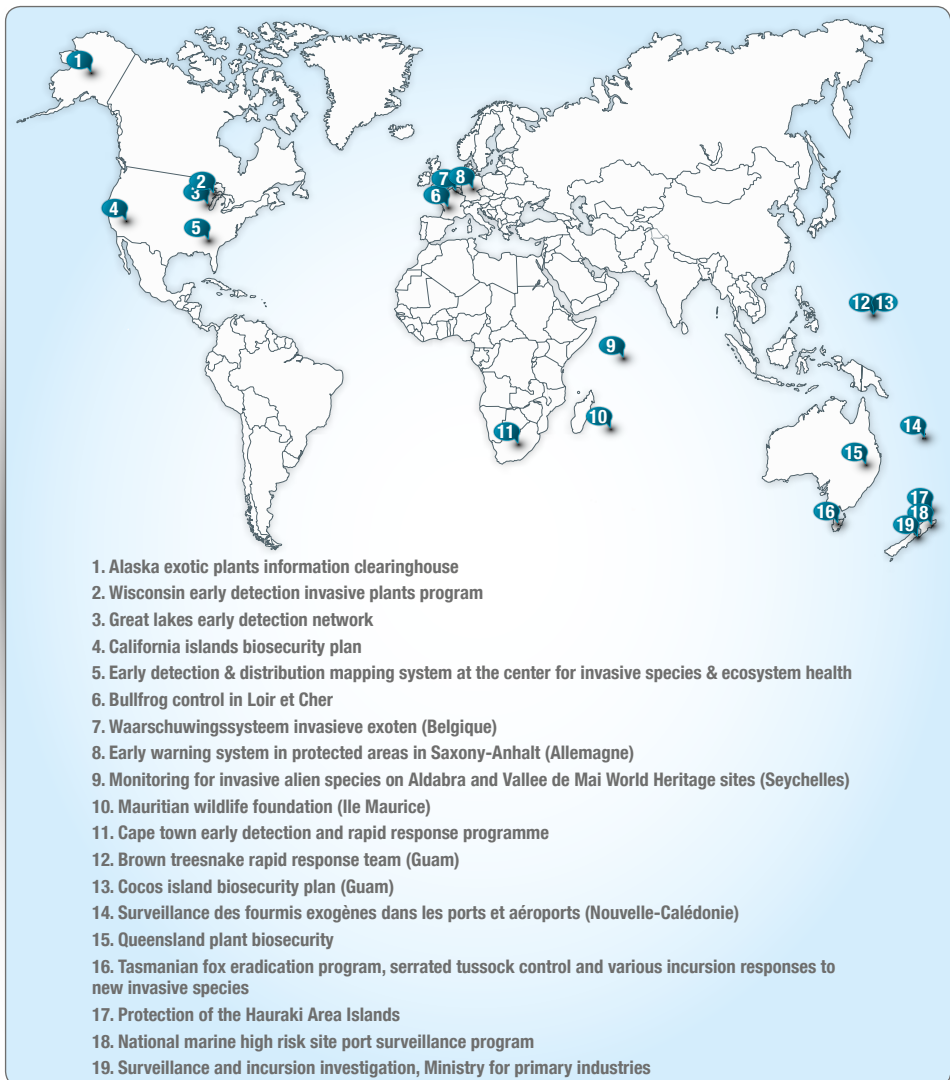 1
2
3
4
5
6
7
8
9
10
11
12
13
14
15
16
17
18
19
1. Alaska exotic plants information clearinghouse
2. Wisconsin early detection invasive plants program
3. Great lakes early detection network
4. California islands biosecurity plan
5. Early detection & distribution mapping system at the center for invasive species & ecosystem health
6. Bullfrog control in Loir et Cher
7. Waarschuwingssysteem invasieve exoten (Belgique)
8. Early warning system in protected areas in Saxony-Anhalt (Allemagne)
9. Monitoring for invasive alien species on Aldabra and Vallee de Mai World Heritage sites (Seychelles)
10. Mauritian wildlife foundation (Ile Maurice)
11. Cape town early detection and rapid response programme
12. Brown treesnake rapid response team (Guam)
13. Cocos island biosecurity plan (Guam)
14. Surveillance des fourmis exogènes dans les ports et aéroports (Nouvelle-Calédonie)
15. Queensland plant biosecurity
16. Tasmanian fox eradication program, serrated tussock control and various incursion responses to
new invasive species
17. Protection of the Hauraki Area Islands
18. National marine high risk site port surveillance program
19. Surveillance and incursion investigation, Ministry for primary industries